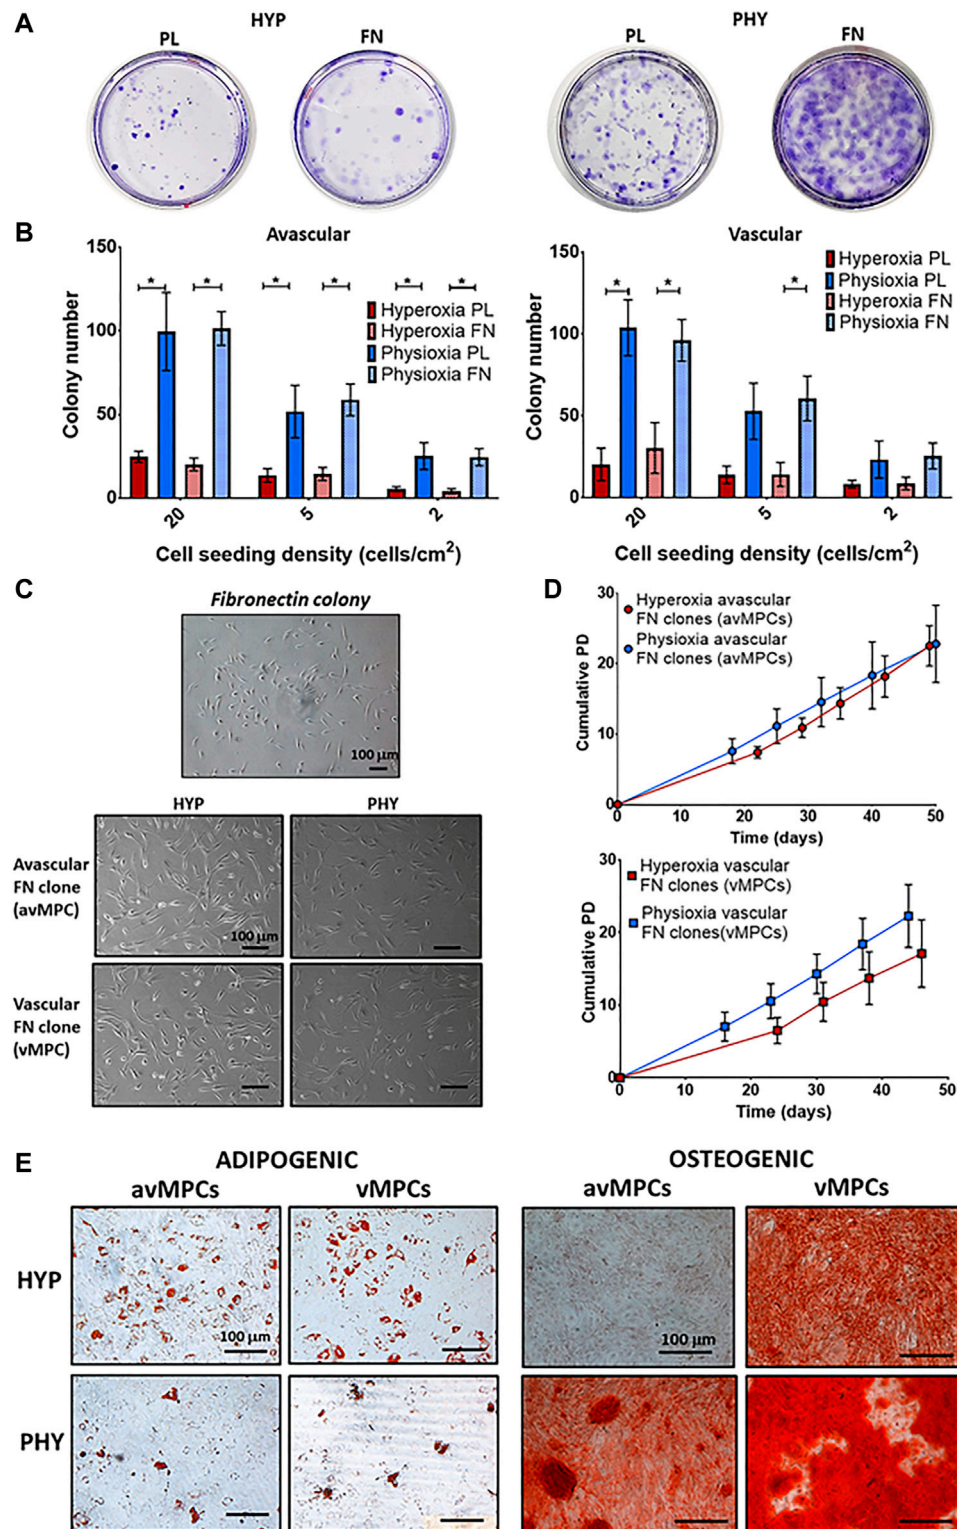 A
HYP
PHY
PL
FN
PL
FN
B
Avascular
Vascular
150
100
50
0
Colony number
* * * * * *
Hyperoxia PL
Hyperoxia FN
Physioxia PL
Physioxia FN
20
5
2
Cell seeding density (cells/cm²)
150
100
50
0
Colony number
* * *
Hyperoxia PL
Physioxia PL
Hyperoxia FN
Physioxia FN
20
5
2
Cell seeding density (cells/cm²)
C
Fibronectin colony
100 µm
HYP
PHY
Avascular
FN clone
(avMPC)
100 µm
Vascular
FN clone
(vMPC)
D
30
20
10
0
Cumulative PD
Hyperoxia avascular
FN clones (avMPCs)
Physioxia avascular
FN clones (avMPCs)
0 10 20 30 40 50
Time (days)
30
20
10
0
Cumulative PD
Hyperoxia vascular
FN clones (vMPCs)
Physioxia vascular
FN clones(vMPCs)
0 10 20 30 40 50
Time (days)
E
ADIPOGENIC
OSTEOGENIC
avMPCs
vMPCs
avMPCs
vMPCs
HYP
100 µm
100 µm
PHY